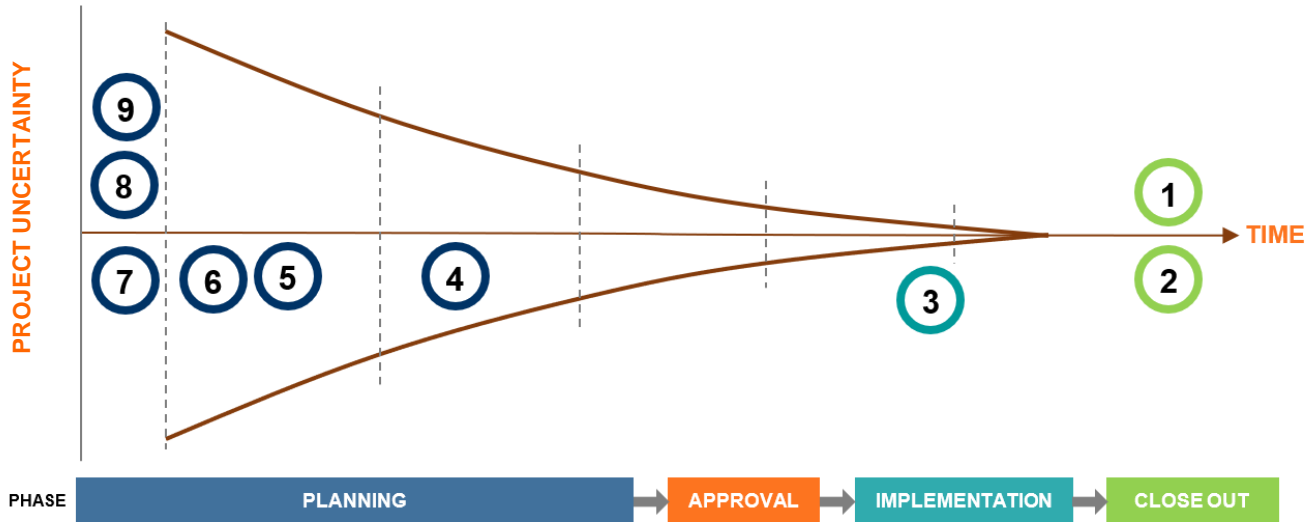 PROJECT UNCERTAINTY
9
8
7
6
5
4
3
1
2
TIME
PHASE
PLANNING
APPROVAL
IMPLEMENTATION
CLOSE OUT